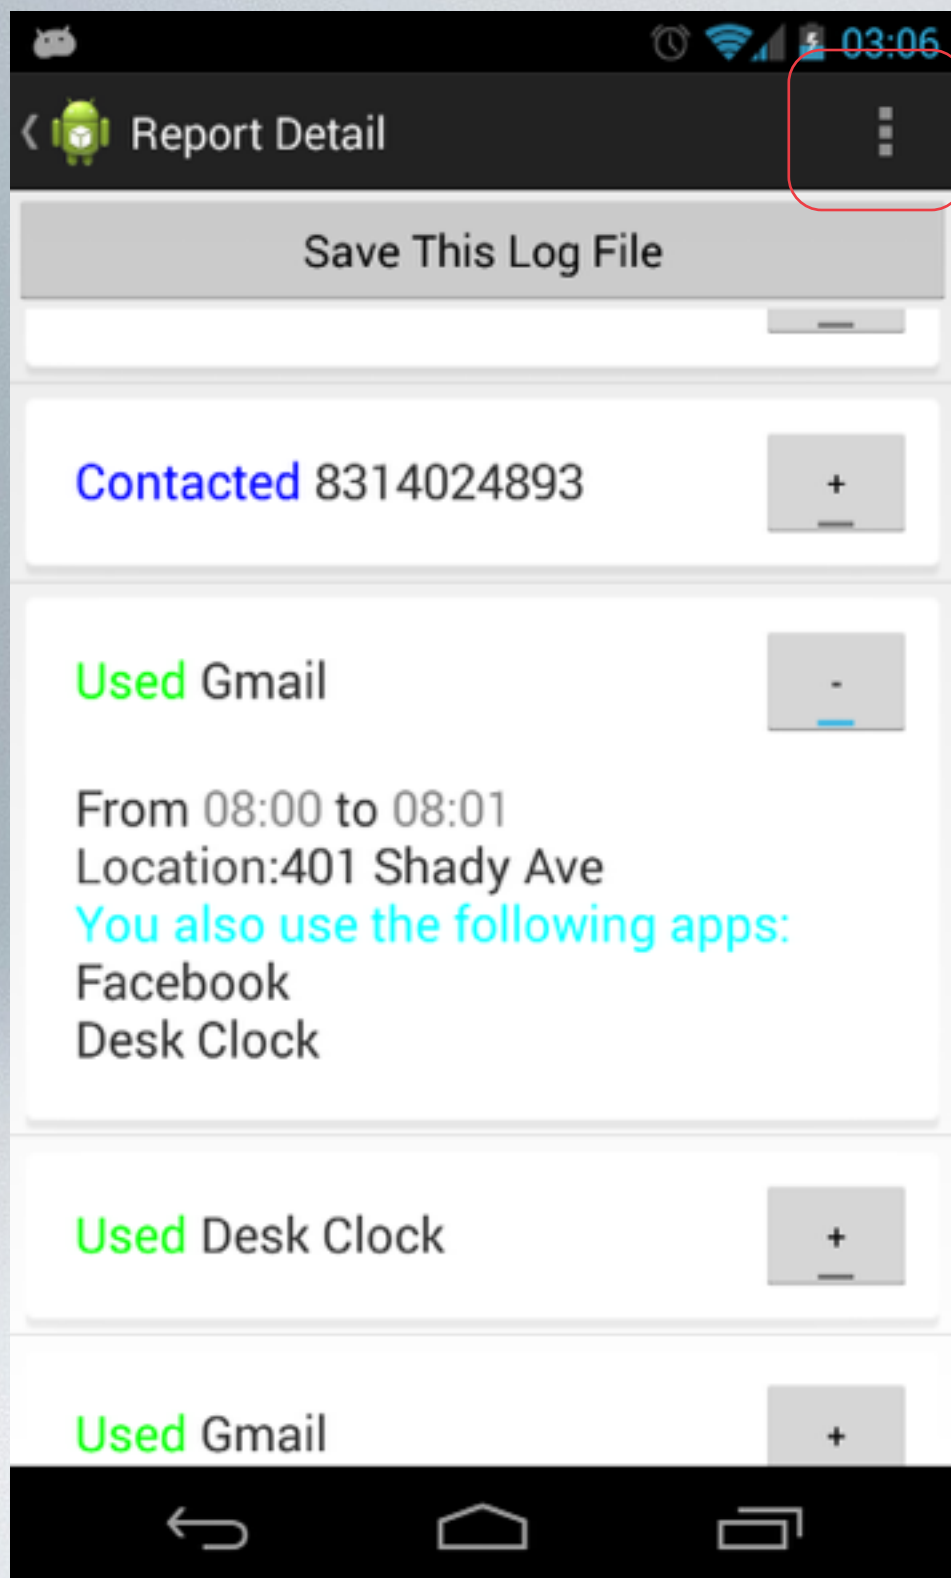 03:06
Report Detail
Save This Log File
Contacted 8314024893
+
Used Gmail
-
From 08:00 to 08:01
Location:401 Shady Ave
You also use the following apps:
Facebook
Desk Clock
Used Desk Clock
+
Used Gmail
+